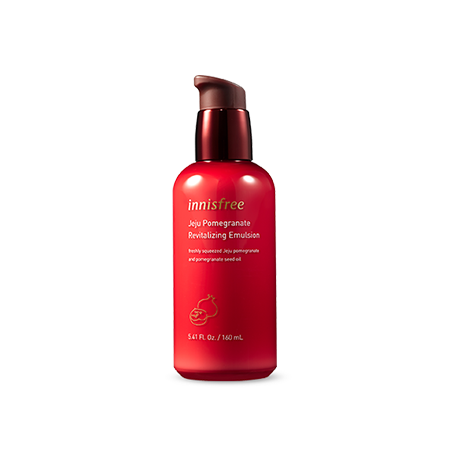 innisfree
Jeju Pomegranate
Revitalizing Emulsion
freshly squeezed Jeju pomegranate
and pomegranate seed oil
5.41 Fl. Oz. / 160 mL